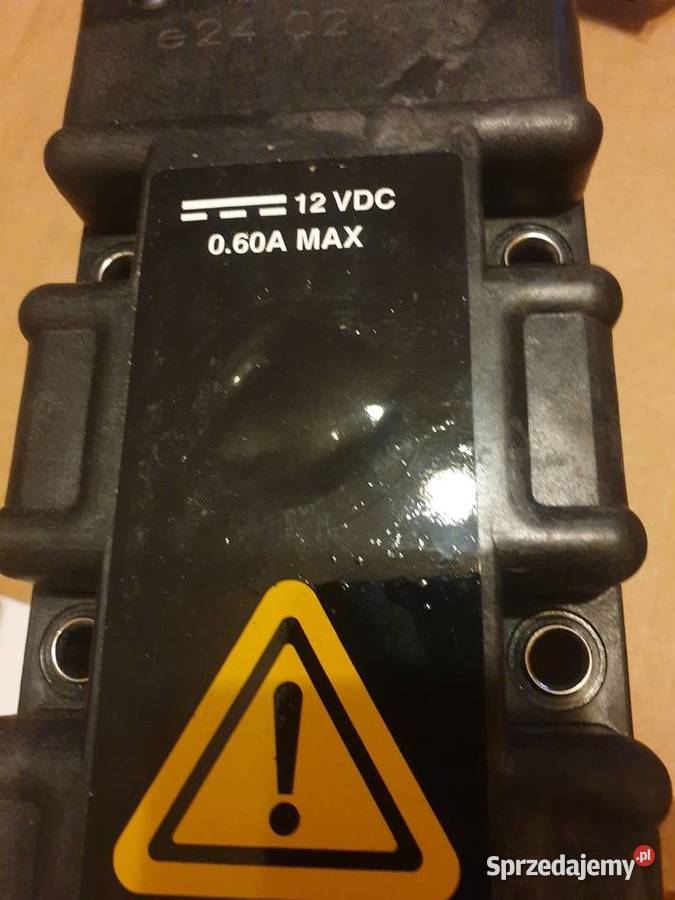 e24 02
12 VDC
0.60A MAX
!
Sprzedajemy.pl